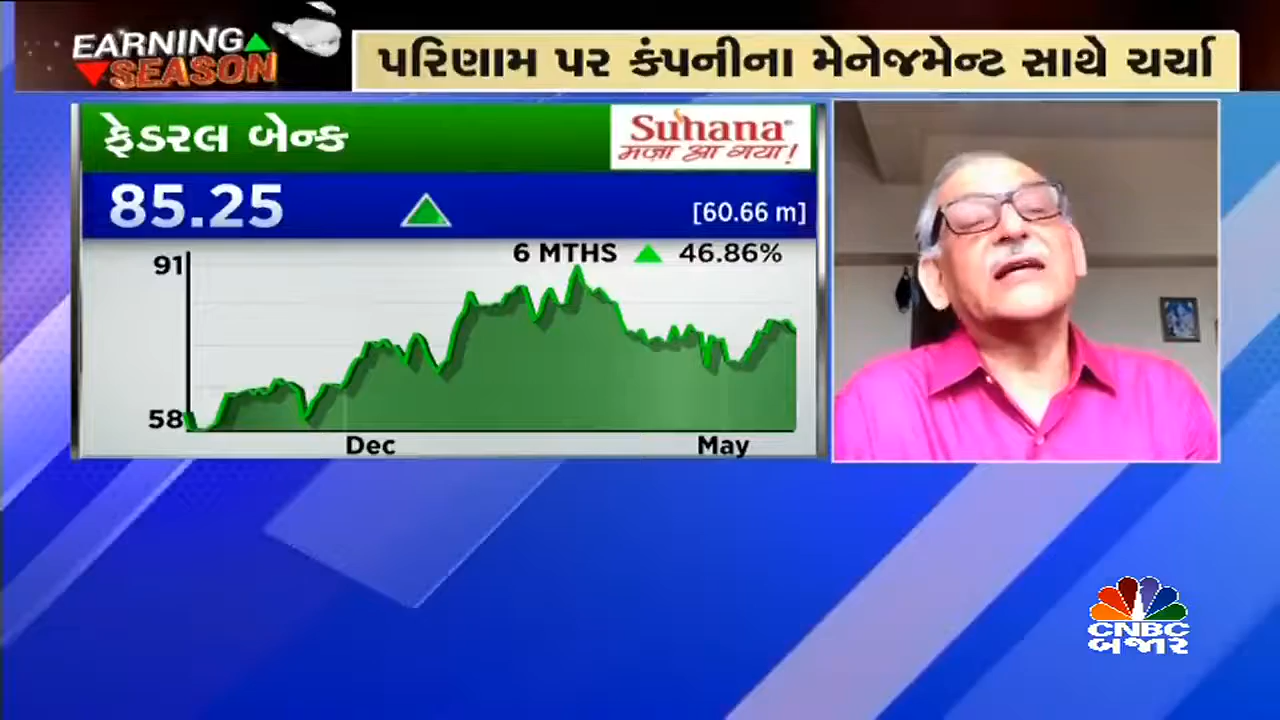 EARNING
SEASON
પરિણામ પર કંપનીના મેનેજમેન્ટ સાથે ચર્ચા
ફેડરલ બેન્ક
Suhana
मज़ा आ गया!
85.25
[60.66 m]
6 MTHS
46.86%
91
58
Dec
May
CNBC
બજાર